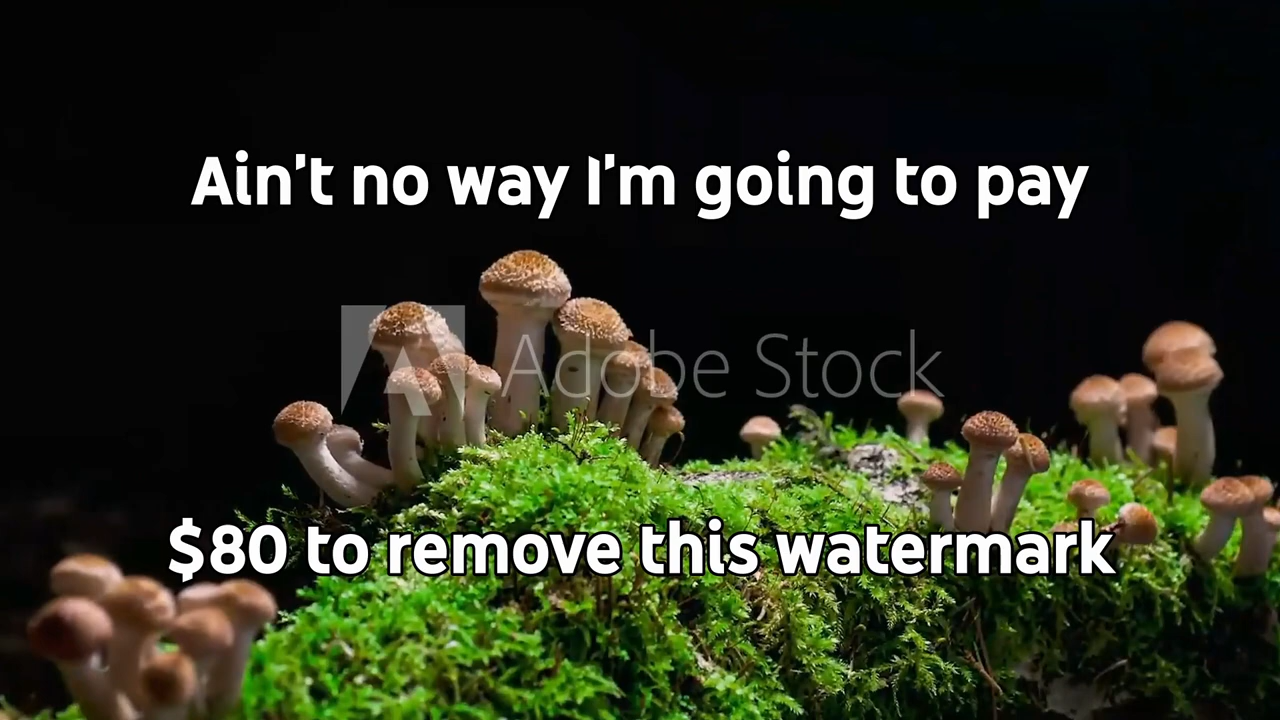 Ain't no way I'm going to pay
Adobe Stock
$80 to remove this watermark